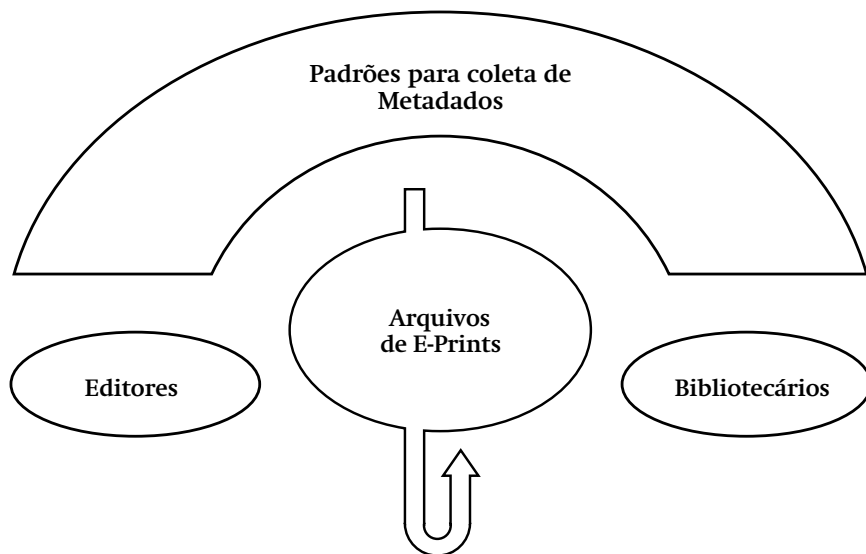 Padrões para coleta de
Metadados
Arquivos
de E-Prints
Editores
Bibliotecários